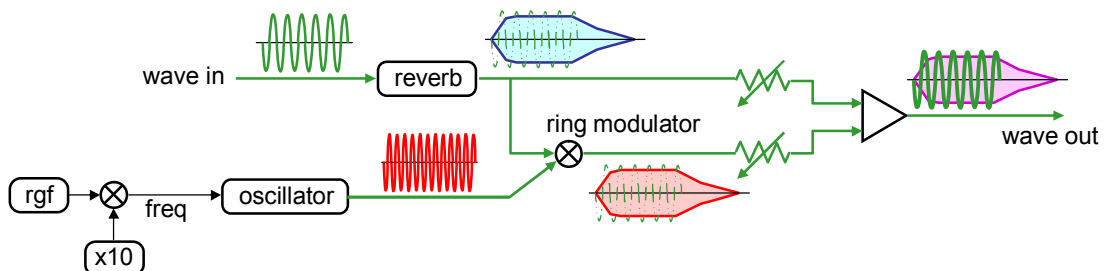 wave in
reverb
ring modulator
wave out
rgf
freq
oscillator
x10